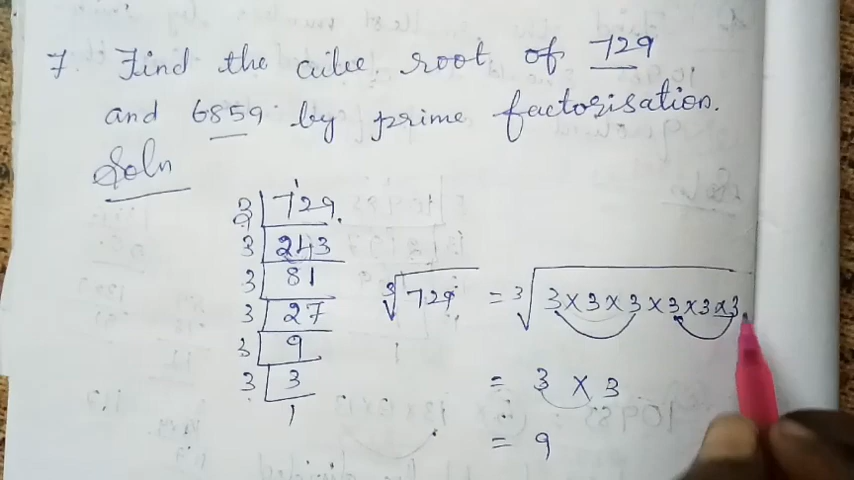 7 Find the cube root of 729
and 6859 by prime factorisation.
Soln
3 | 729
3 | 243
3 | 81
3 | 27
3 | 9
3 | 3
1
∛729 = ∛3×3×3×3×3×3
= 3 × 3
= 9